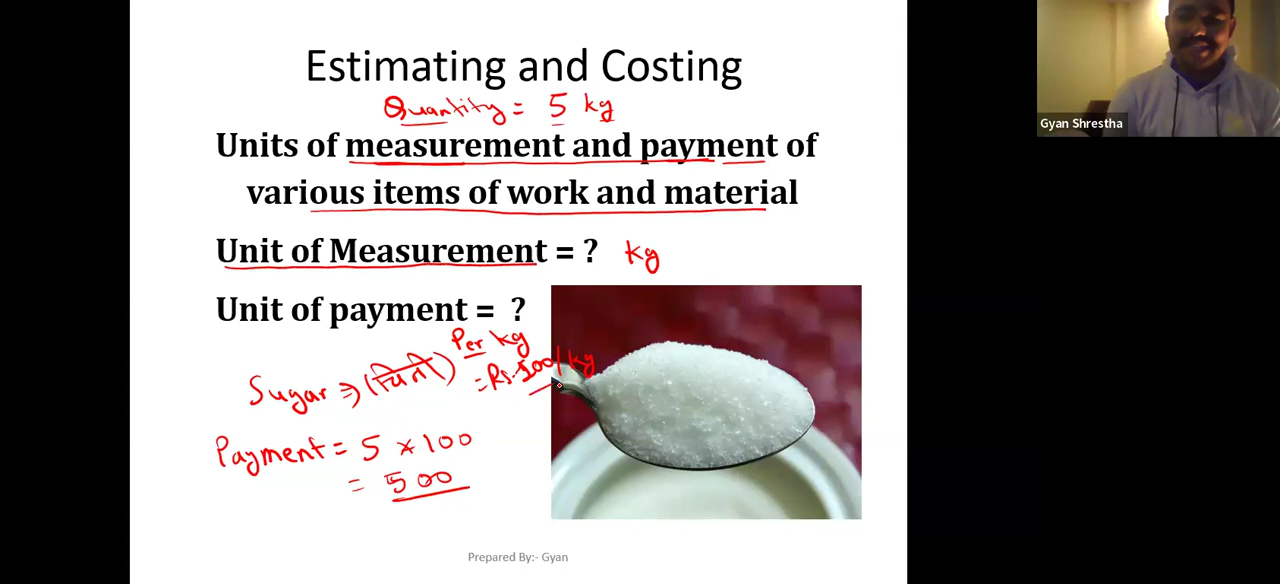 Estimating and Costing
Quantity = 5 kg
Units of measurement and payment of
various items of work and material
Unit of Measurement = ? kg
Unit of payment = ?
Per kg
= Rs. 100/kg
Sugar ⇒ (चिनी)
Payment = 5 × 100
= 500
Prepared By:- Gyan
Gyan Shrestha